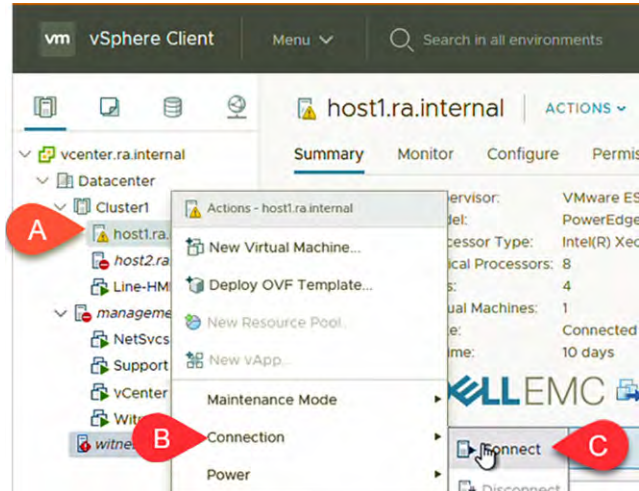 vm vSphere Client Menu Search in all environments
host1.ra.internal ACTIONS
vcenter.ra.internal
Summary Monitor Configure
Datacenter
Cluster1
Actions - host1.ra.internal
VMware
A
host1.ra.
New Virtual Machine...
PowerEdge
Intel(R)
host2.ra
Deploy OVF Template...
Processors: 8
Line-HM
4
New Resource Pool...
1
NetSvcs
New vApp...
Connected
Support
10 days
vCenter
Maintenance Mode
DELL EMC
B
Connection
Connect
C
Power
Disconnect